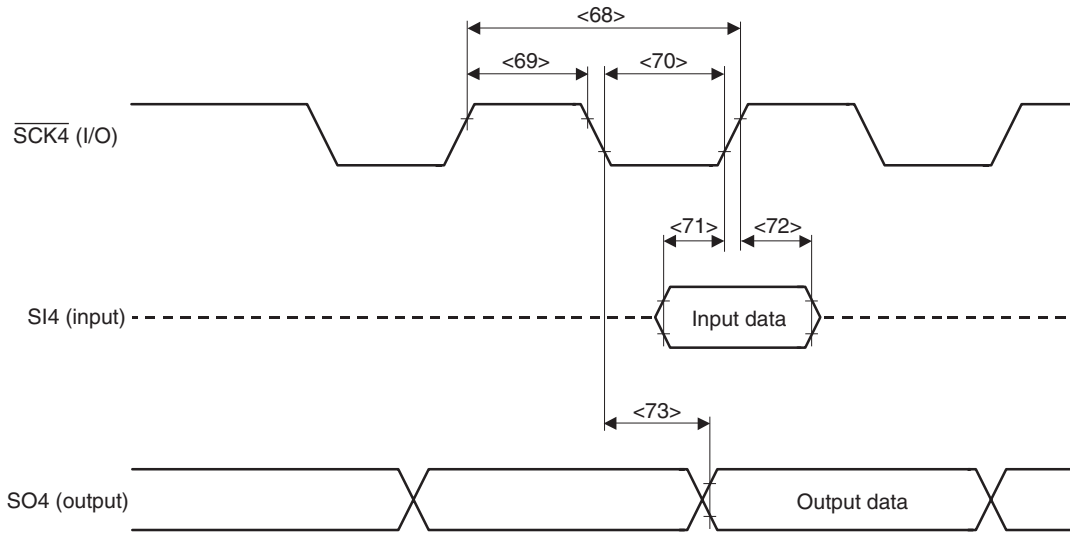 <68>
<69> <70>
SCK4 (I/O)
<71> <72>
SI4 (input) Input data
<73>
SO4 (output) Output data